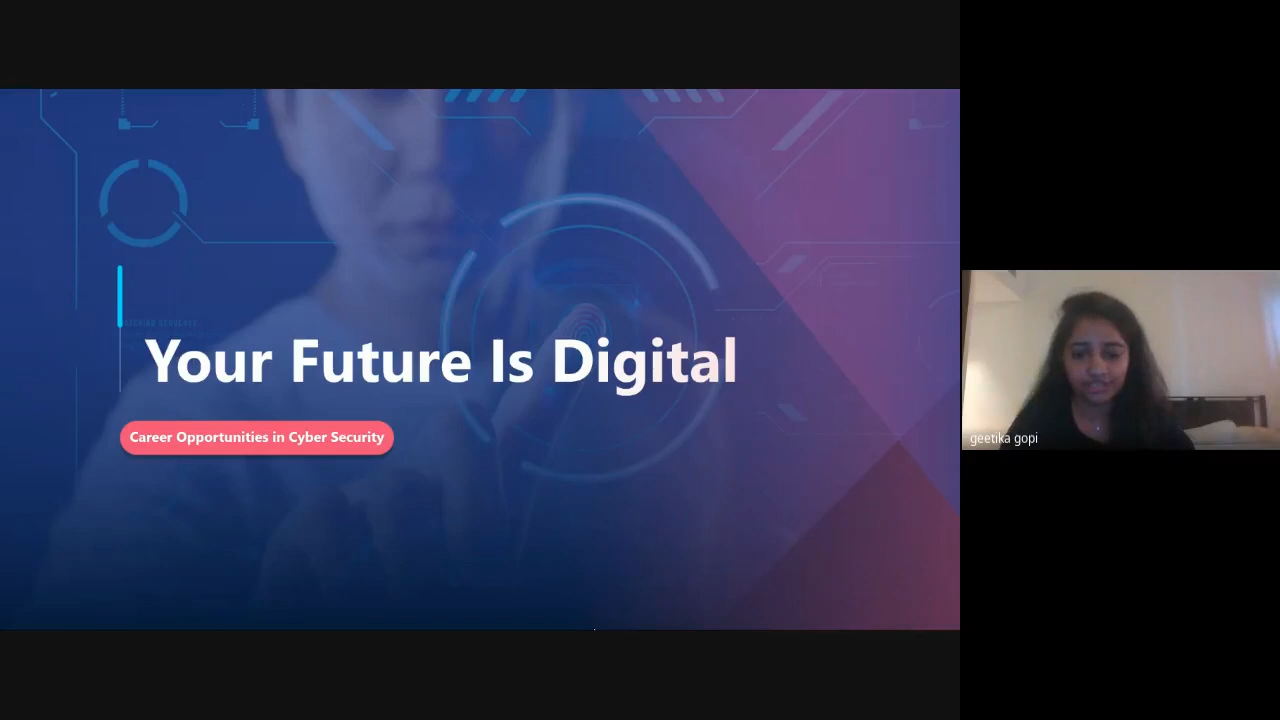 Your Future Is Digital
Career Opportunities in Cyber Security
geetika gopi